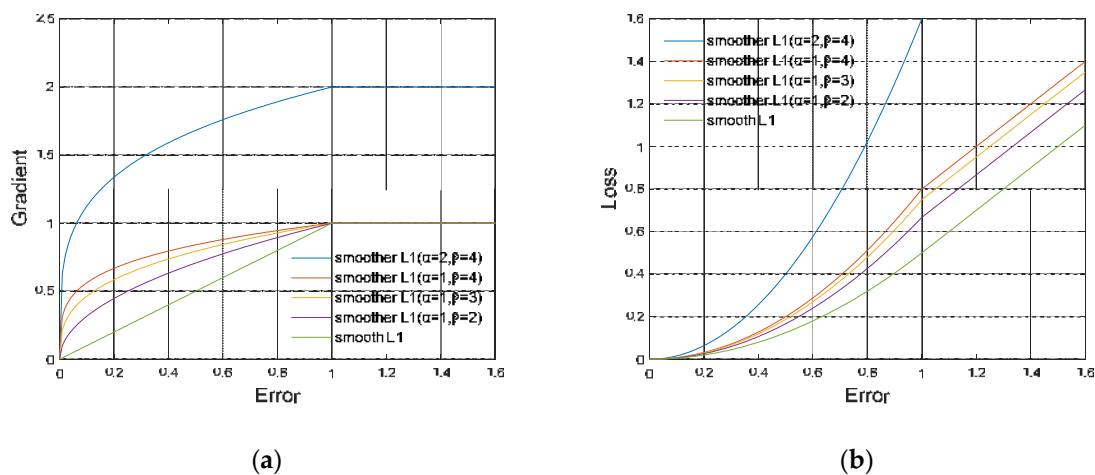 2.5
2
1.5
1
0.5
0
Gradient
smoother L1(α=2,β=4)
smoother L1(α=1,β=4)
smoother L1(α=1,β=3)
smoother L1(α=1,β=2)
smooth L1
0 0.2 0.4 0.6 0.8 1 1.2 1.4 1.6
Error
(a)
1.6
1.4
1.2
1
0.8
0.6
0.4
0.2
0
Loss
smoother L1(α=2,β=4)
smoother L1(α=1,β=4)
smoother L1(α=1,β=3)
smoother L1(α=1,β=2)
smooth L1
0 0.2 0.4 0.6 0.8 1 1.2 1.4 1.6
Error
(b)